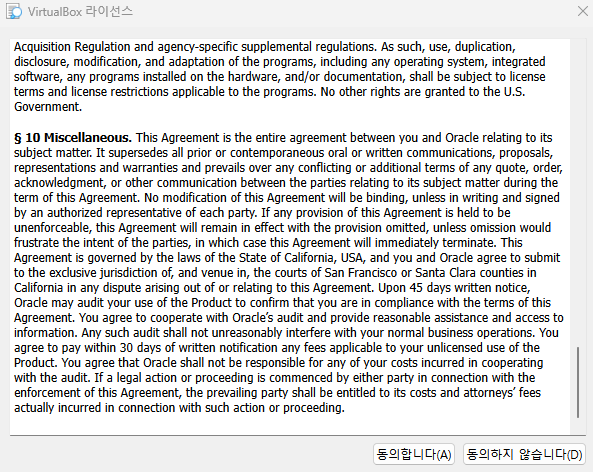 VirtualBox 라이선스
Acquisition Regulation and agency-specific supplemental regulations. As such, use, duplication,
disclosure, modification, and adaptation of the programs, including any operating system, integrated
software, any programs installed on the hardware, and/or documentation, shall be subject to license
terms and license restrictions applicable to the programs. No other rights are granted to the U.S.
Government.
§ 10 Miscellaneous. This Agreement is the entire agreement between you and Oracle relating to its
subject matter. It supersedes all prior or contemporaneous oral or written communications, proposals,
representations and warranties and prevails over any conflicting or additional terms of any quote, order,
acknowledgment, or other communication between the parties relating to its subject matter during the
term of this Agreement. No modification of this Agreement will be binding, unless in writing and signed
by an authorized representative of each party. If any provision of this Agreement is held to be
unenforceable, this Agreement will remain in effect with the provision omitted, unless omission would
frustrate the intent of the parties, in which case this Agreement will immediately terminate. This
Agreement is governed by the laws of the State of California, USA, and you and Oracle agree to submit
to the exclusive jurisdiction of, and venue in, the courts of San Francisco or Santa Clara counties in
California in any dispute arising out of or relating to this Agreement. Upon 45 days written notice,
Oracle may audit your use of the Product to confirm that you are in compliance with the terms of this
Agreement. You agree to cooperate with Oracle's audit and provide reasonable assistance and access to
information. Any such audit shall not unreasonably interfere with your normal business operations. You
agree to pay within 30 days of written notification any fees applicable to your unlicensed use of the
Product. You agree that Oracle shall not be responsible for any of your costs incurred in cooperating
with the audit. If a legal action or proceeding is commenced by either party in connection with the
enforcement of this Agreement, the prevailing party shall be entitled to its costs and attorneys' fees
actually incurred in connection with such action or proceeding.
동의합니다(A) 동의하지 않습니다(D)